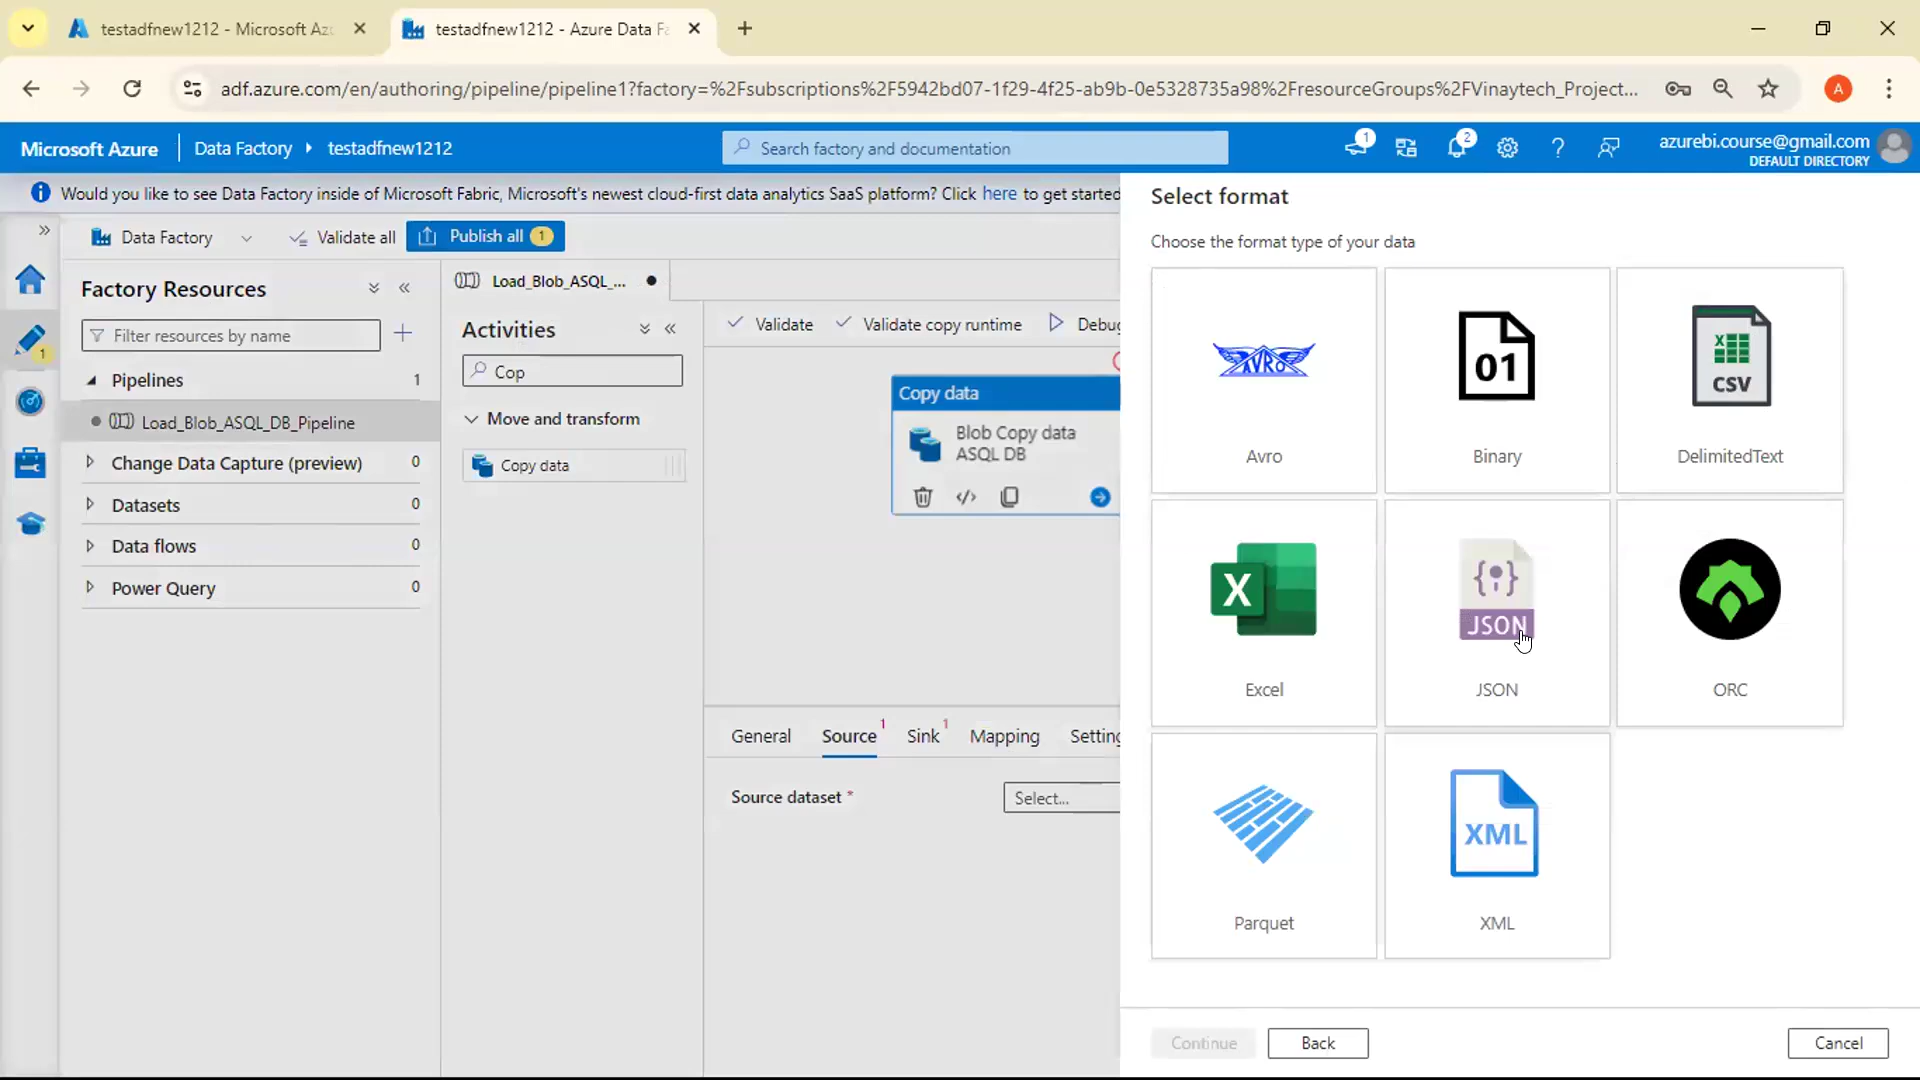 testadfnew1212 - Microsoft Az
testadfnew1212 - Azure Data Fa
adf.azure.com/en/authoring/pipeline/pipeline1?factory=%2Fsubscriptions%2F5942bd07-1f29-4f25-ab9b-0e5328735a98%2FresourceGroups%2FVinaytech_Project...
A
Microsoft Azure
Data Factory
testadfnew1212
Search factory and documentation
1
2
azurebi.course@gmail.com
DEFAULT DIRECTORY
Would you like to see Data Factory inside of Microsoft Fabric, Microsoft's newest cloud-first data analytics SaaS platform? Click here to get started
Data Factory
Validate all
Publish all 1
1
Factory Resources
Filter resources by name
Pipelines 1
Load_Blob_ASQL_DB_Pipeline
Change Data Capture (preview) 0
Datasets 0
Data flows 0
Power Query 0
Load_Blob_ASQL_...
Activities
Cop
Move and transform
Copy data
Validate
Validate copy runtime
Debug
Copy data
Blob Copy data
ASQL DB
General
Source 1
Sink 1
Mapping
Setting
Source dataset *
Select...
Select format
Choose the format type of your data
AVRO
Avro
01
Binary
X
CSV
DelimitedText
X
Excel
{ }
JSON
JSON
ORC
Parquet
XML
XML
Continue
Back
Cancel